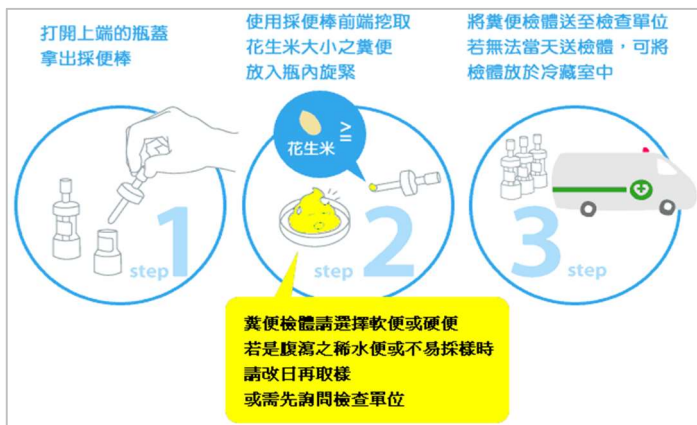 打開上端的瓶蓋
拿出採便棒
使用採便棒前端挖取
花生米大小之糞便
放入瓶內旋緊
將糞便檢體送至檢查單位
若無法當天送檢體，可將
檢體放於冷藏室中
花生米
≧
step 1
step 2
3 step
糞便檢體請選擇軟便或硬便
若是腹瀉之稀水便或不易採樣時
請改日再取樣
或需先詢問檢查單位